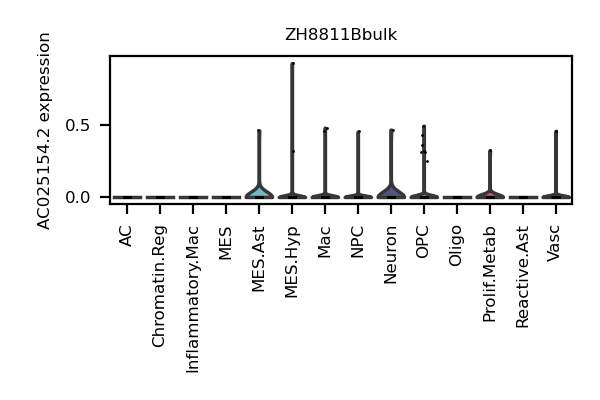 ZH8811Bbulk
AC025154.2 expression
0.5
0.0
AC
Chromatin.Reg
Inflammatory.Mac
MES
MES.Ast
MES.Hyp
Mac
NPC
Neuron
OPC
Oligo
Prolif.Metab
Reactive.Ast
Vasc